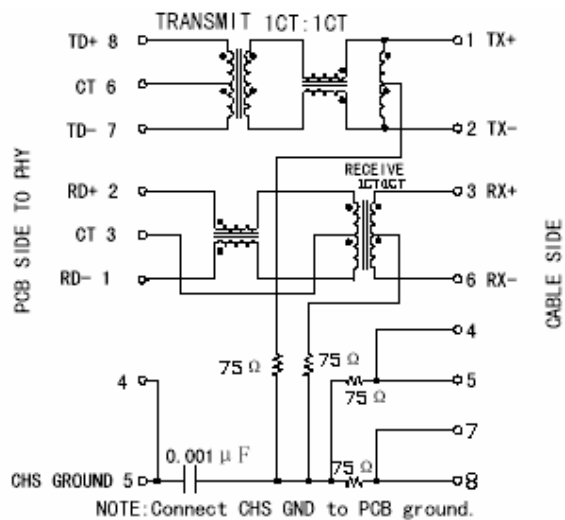 TRANSMIT 1CT:1CT
TD+ 8
1 TX+
CT 6
TD- 7
2 TX-
PCB SIDE TO PHY
RECEIVE
1CT:1CT
RD+ 2
3 RX+
CT 3
RD- 1
6 RX-
CABLE SIDE
4
75 Ω
75 Ω
4
5
75 Ω
7
0.001 μF
75 Ω
CHS GROUND 5
8
NOTE:Connect CHS GND to PCB ground.